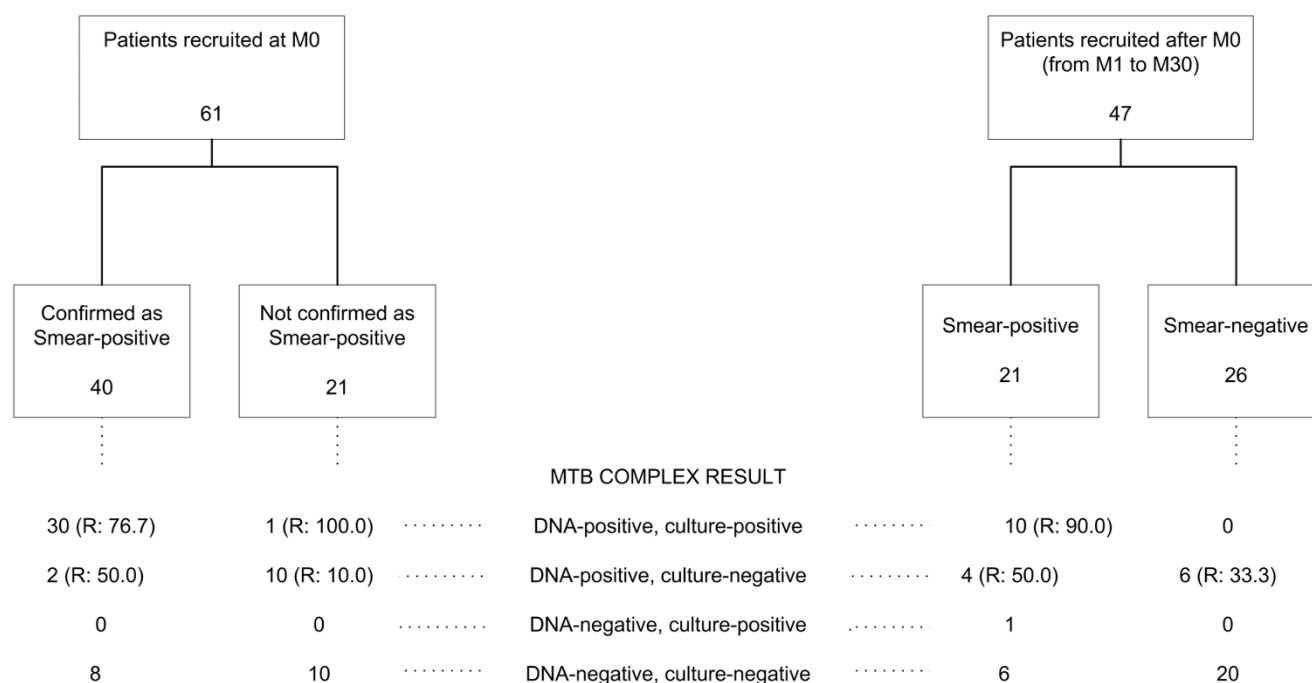 Patients recruited at M0
61
Patients recruited after M0
(from M1 to M30)
47
Confirmed as
Smear-positive
40
Not confirmed as
Smear-positive
21
Smear-positive
21
Smear-negative
26
MTB COMPLEX RESULT
30 (R: 76.7) 1 (R: 100.0) DNA-positive, culture-positive 10 (R: 90.0) 0
2 (R: 50.0) 10 (R: 10.0) DNA-positive, culture-negative 4 (R: 50.0) 6 (R: 33.3)
0 0 DNA-negative, culture-positive 1 0
8 10 DNA-negative, culture-negative 6 20